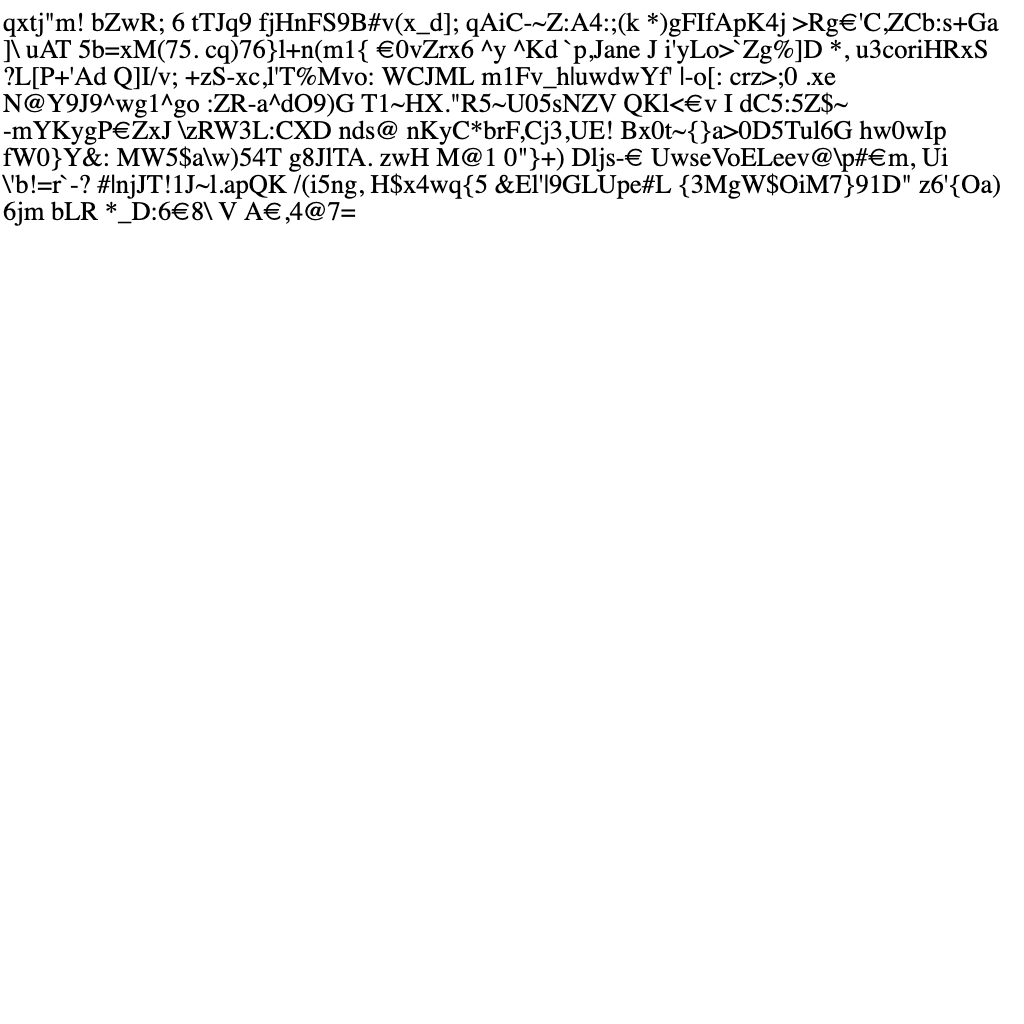 qxtj"m! bZwR; 6 tTJq9 fjHnFS9B#v(x_d]; qAiC-~Z:A4:;(k *)gFIfApK4j >Rg€'C,ZCb:s+Ga
]\ uAT 5b=xM(75. cq)76}l+n(m1{ €0vZrx6 ^y ^Kd `p,Jane J i'yLo>`Zg%]D *, u3coriHRxS
?L[P+'Ad Q]I/v; +zS-xc,l'T%Mvo: WCJML m1Fv_h|uwdwYf' |-o[: crz>;0 .xe
N@Y9J9^wg1^go :ZR-a^dO9)G T1~HX."R5~U05sNZV QKl<€v I dC5:5Z$~
-mYKygP€ZxJ \zRW3L:CXD nds@ nKyC*brF,Cj3,UE! Bx0t~{}a>0D5Tul6G hw0wIp
fW0}Y&: MW5$a\w)54T g8JlTA. zwH M@1 0"}+) Dljs-€ UwseVoELeev@\p#€m, Ui
\'b!=r`-? #|njJT!1J~l.apQK /(i5ng, H$x4wq{5 &El'|9GLUpe#L {3MgW$OiM7}91D" z6'{Oa)
6jm bLR *_D:6€8\ V A€,4@7=